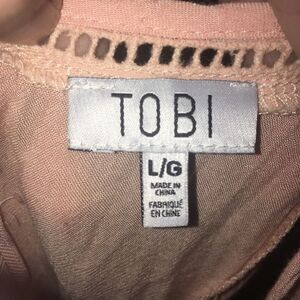 TOBI
L/G
MADE IN
CHINA
FABRIQUÉ
EN CHINE